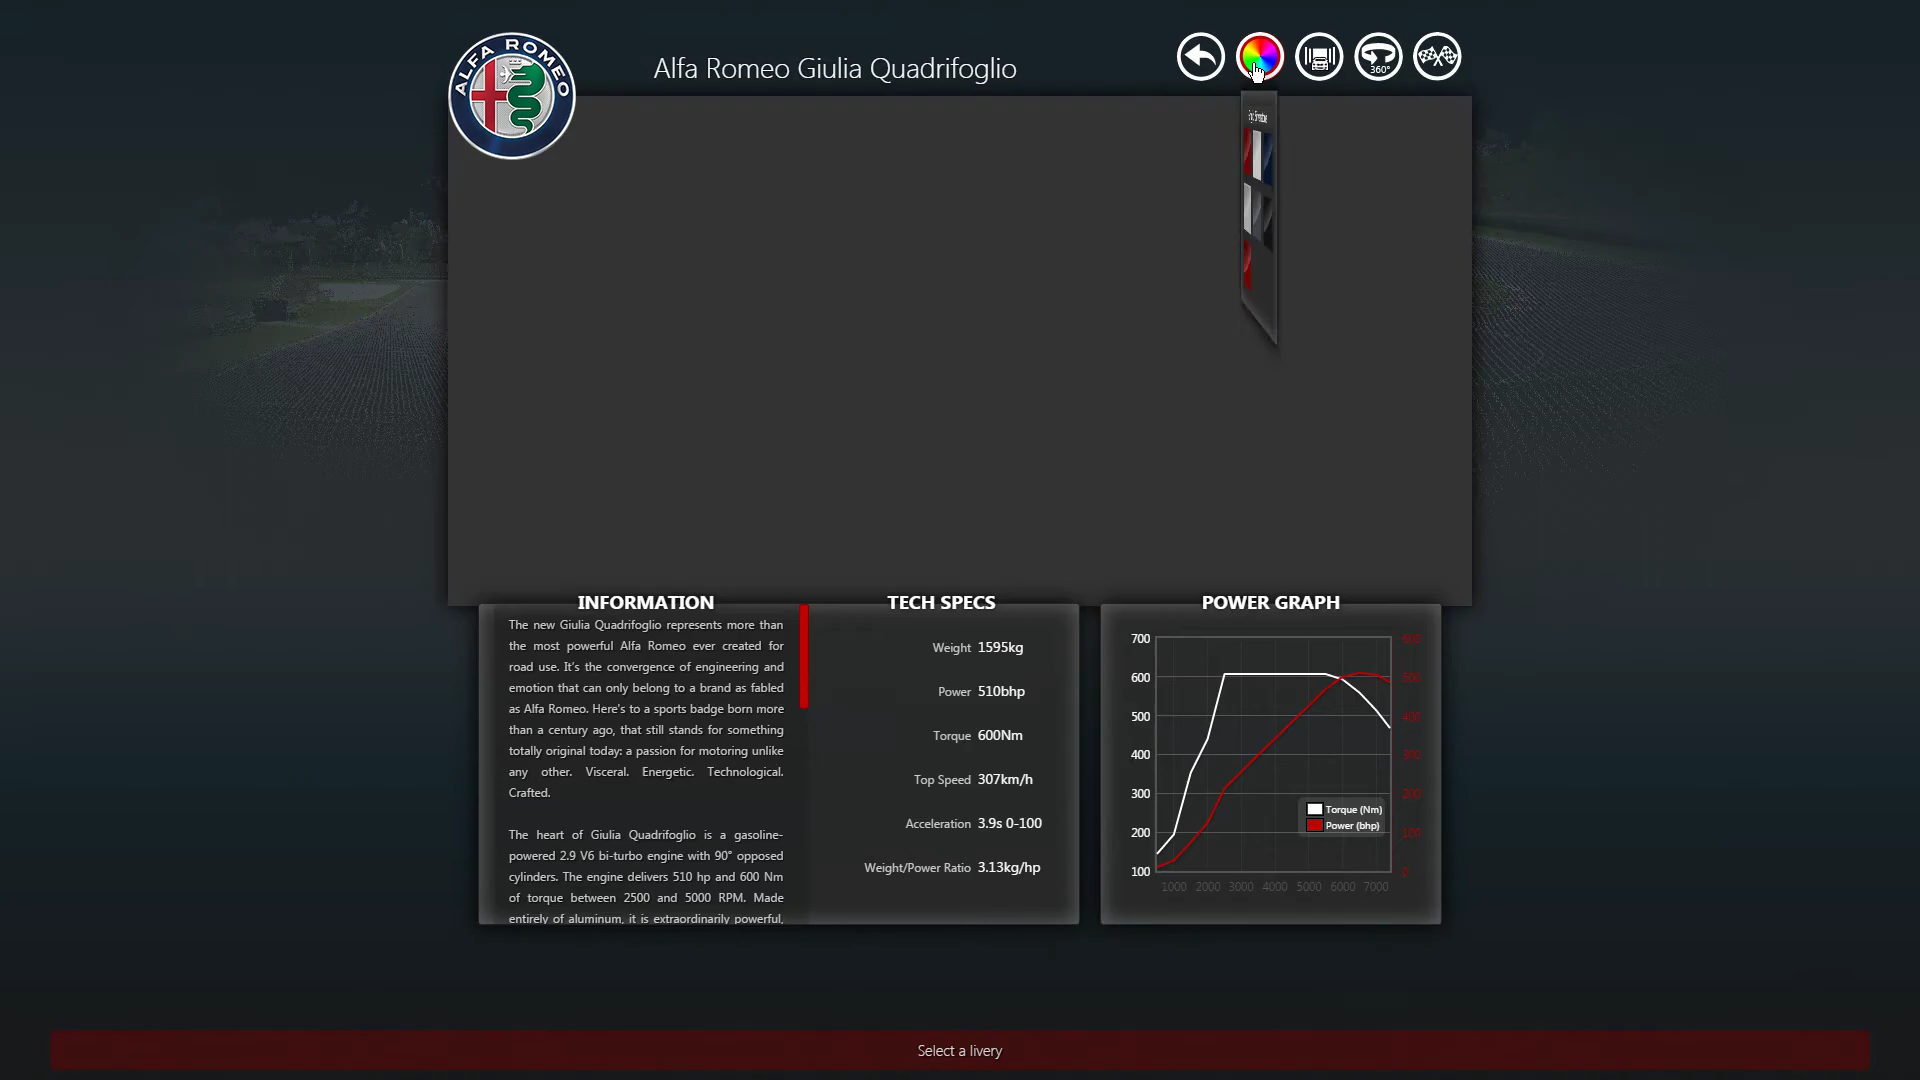 ALFA ROMEO
Alfa Romeo Giulia Quadrifoglio
360°
INFORMATION
The new Giulia Quadrifoglio represents more than
the most powerful Alfa Romeo ever created for
road use. It's the convergence of engineering and
emotion that can only belong to a brand as fabled
as Alfa Romeo. Here's to a sports badge born more
than a century ago, that still stands for something
totally original today: a passion for motoring unlike
any other. Visceral. Energetic. Technological.
Crafted.
The heart of Giulia Quadrifoglio is a gasoline-
powered 2.9 V6 bi-turbo engine with 90° opposed
cylinders. The engine delivers 510 hp and 600 Nm
of torque between 2500 and 5000 RPM. Made
entirely of aluminum, it is extraordinarily powerful,
TECH SPECS
Weight 1595kg
Power 510bhp
Torque 600Nm
Top Speed 307km/h
Acceleration 3.9s 0-100
Weight/Power Ratio 3.13kg/hp
POWER GRAPH
700 600
600 500
500 400
400 300
300 200
200 100
100 0
Torque (Nm)
Power (bhp)
1000 2000 3000 4000 5000 6000 7000
Select a livery